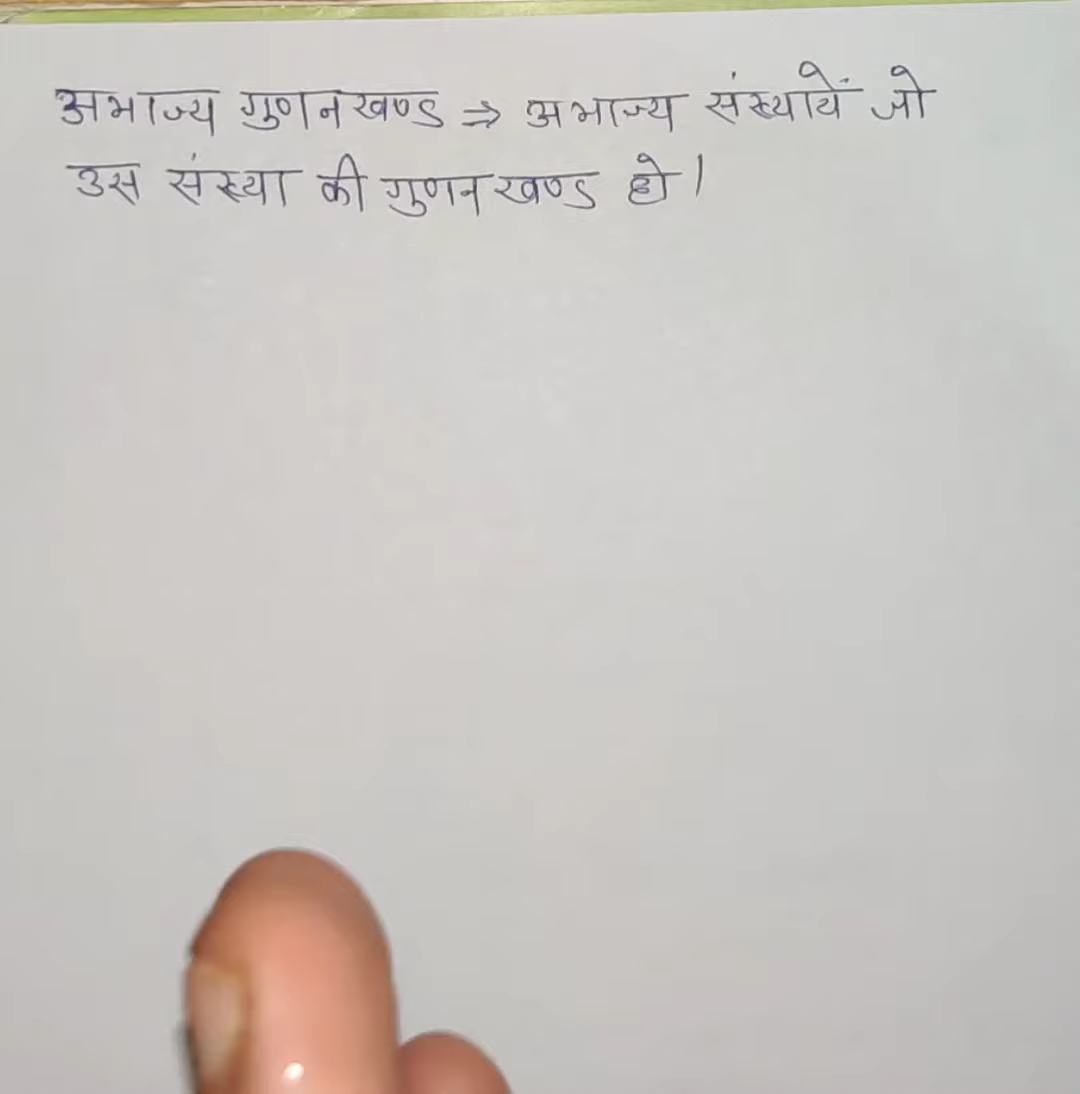 अभाज्य गुणनखण्ड ⇒ अभाज्य संख्यायें जो
उस संख्या की गुणनखण्ड हो।